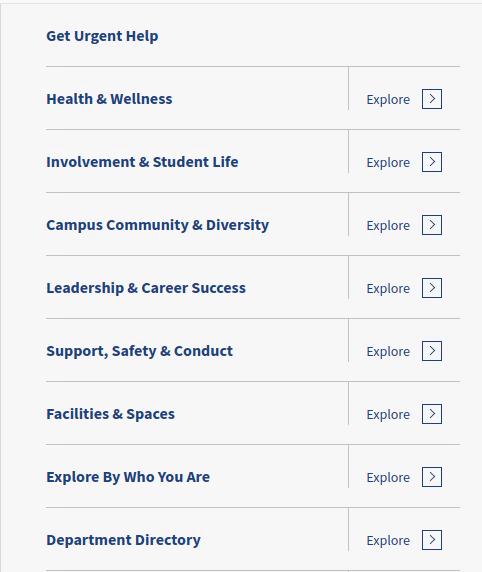 Get Urgent Help
Health & Wellness Explore
Involvement & Student Life Explore
Campus Community & Diversity Explore
Leadership & Career Success Explore
Support, Safety & Conduct Explore
Facilities & Spaces Explore
Explore By Who You Are Explore
Department Directory Explore